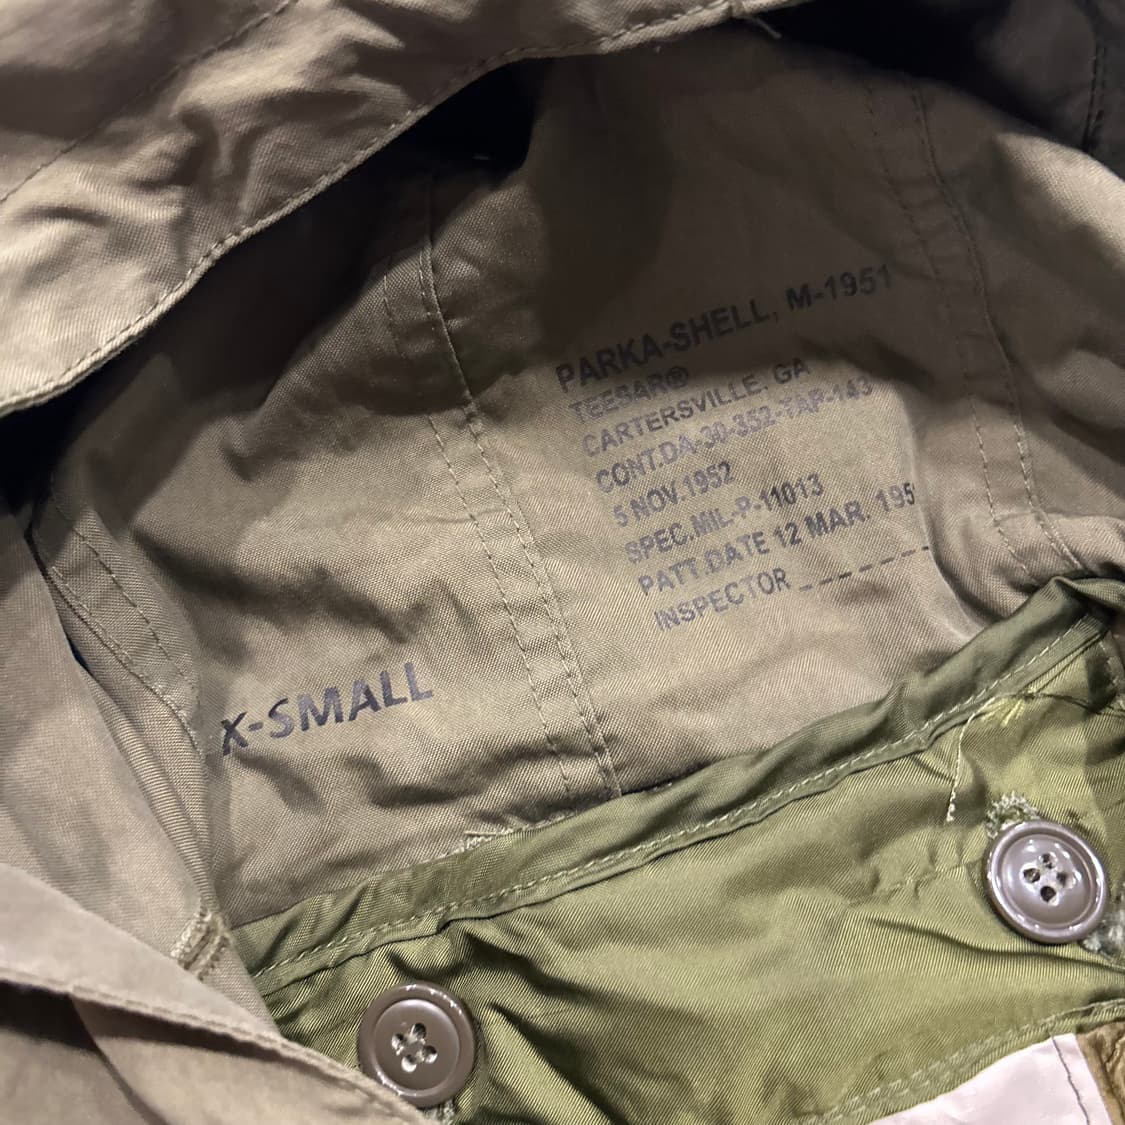 PARKA-SHELL, M-1951
TEESAR®
CARTERSVILLE. GA
CONT.DA-30-352-TAP-143
5 NOV.1952
SPEC.MIL-P-11013
PATT.DATE 12 MAR.
INSPECTOR _ _ _ _ _ _ _
X-SMALL